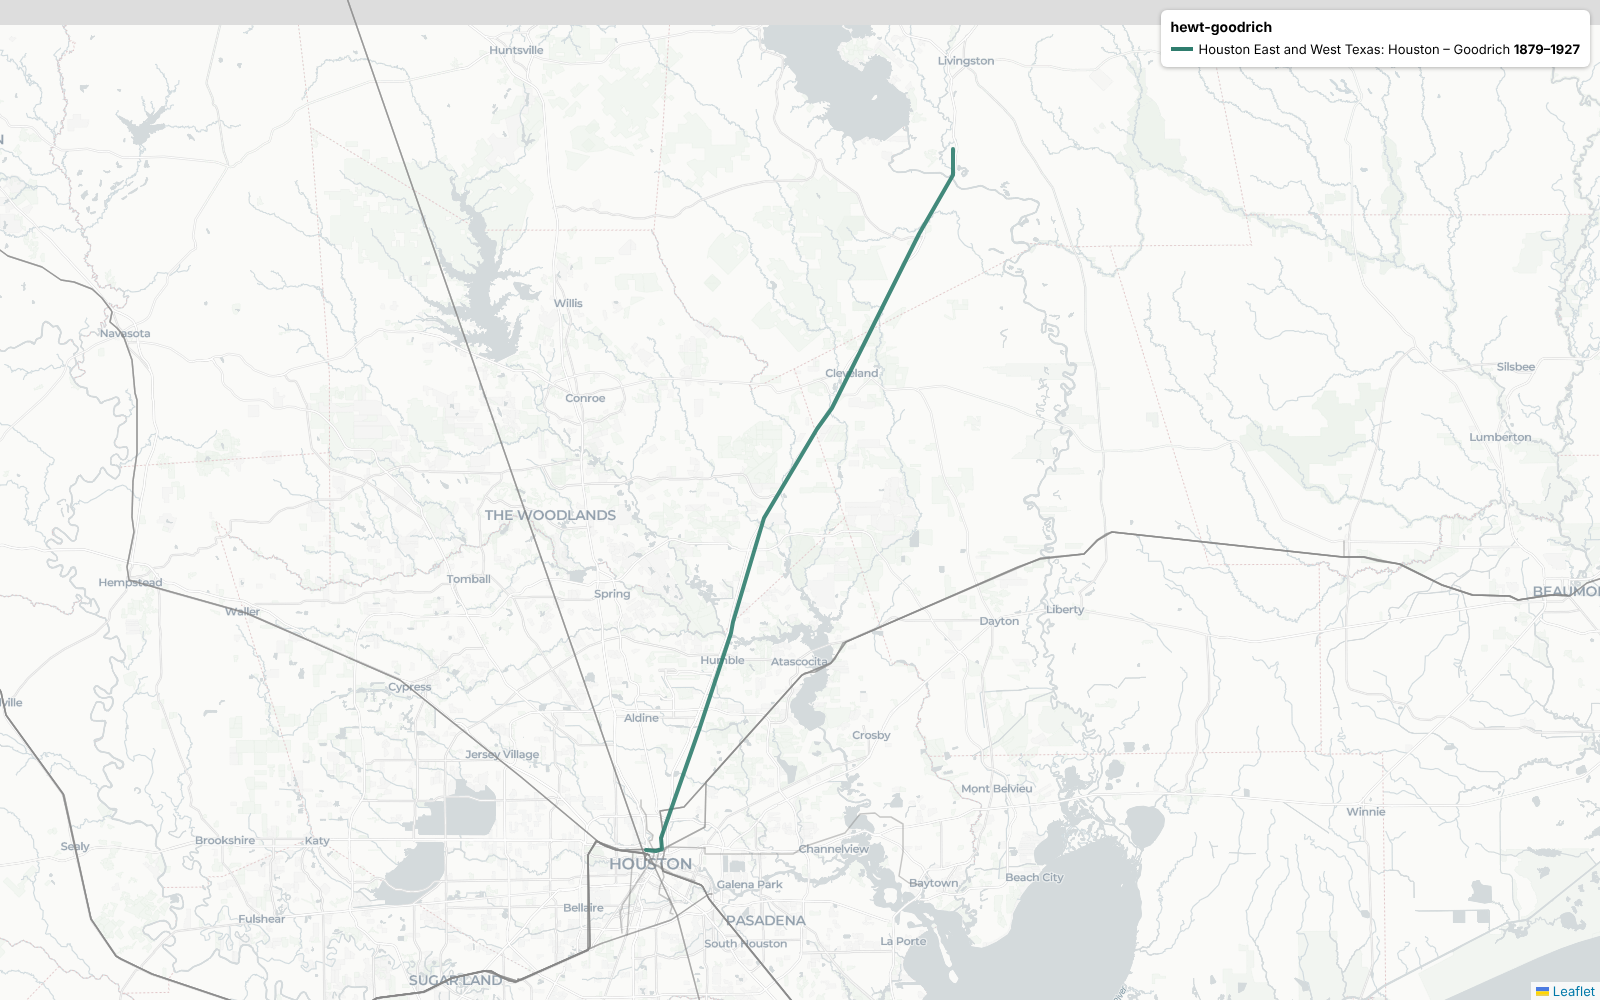 hewt-goodrich
Houston East and West Texas: Houston – Goodrich 1879–1927
Huntsville
Livingston
Navasota
Willis
Cleveland
Silsbee
Conroe
Lumberton
THE WOODLANDS
Hempstead
Tomball
Spring
Waller
Liberty
Dayton
BEAUMO
Humble
Atascocita
Cypress
ville
Aldine
Crosby
Jersey Village
Mont Belvieu
Winnie
Sealy
Brookshire
Katy
HOUSTON
Channelview
Galena Park
Baytown
Beach City
Bellaire
Fulshear
PASADENA
South Houston
La Porte
SUGAR LAND
Leaflet